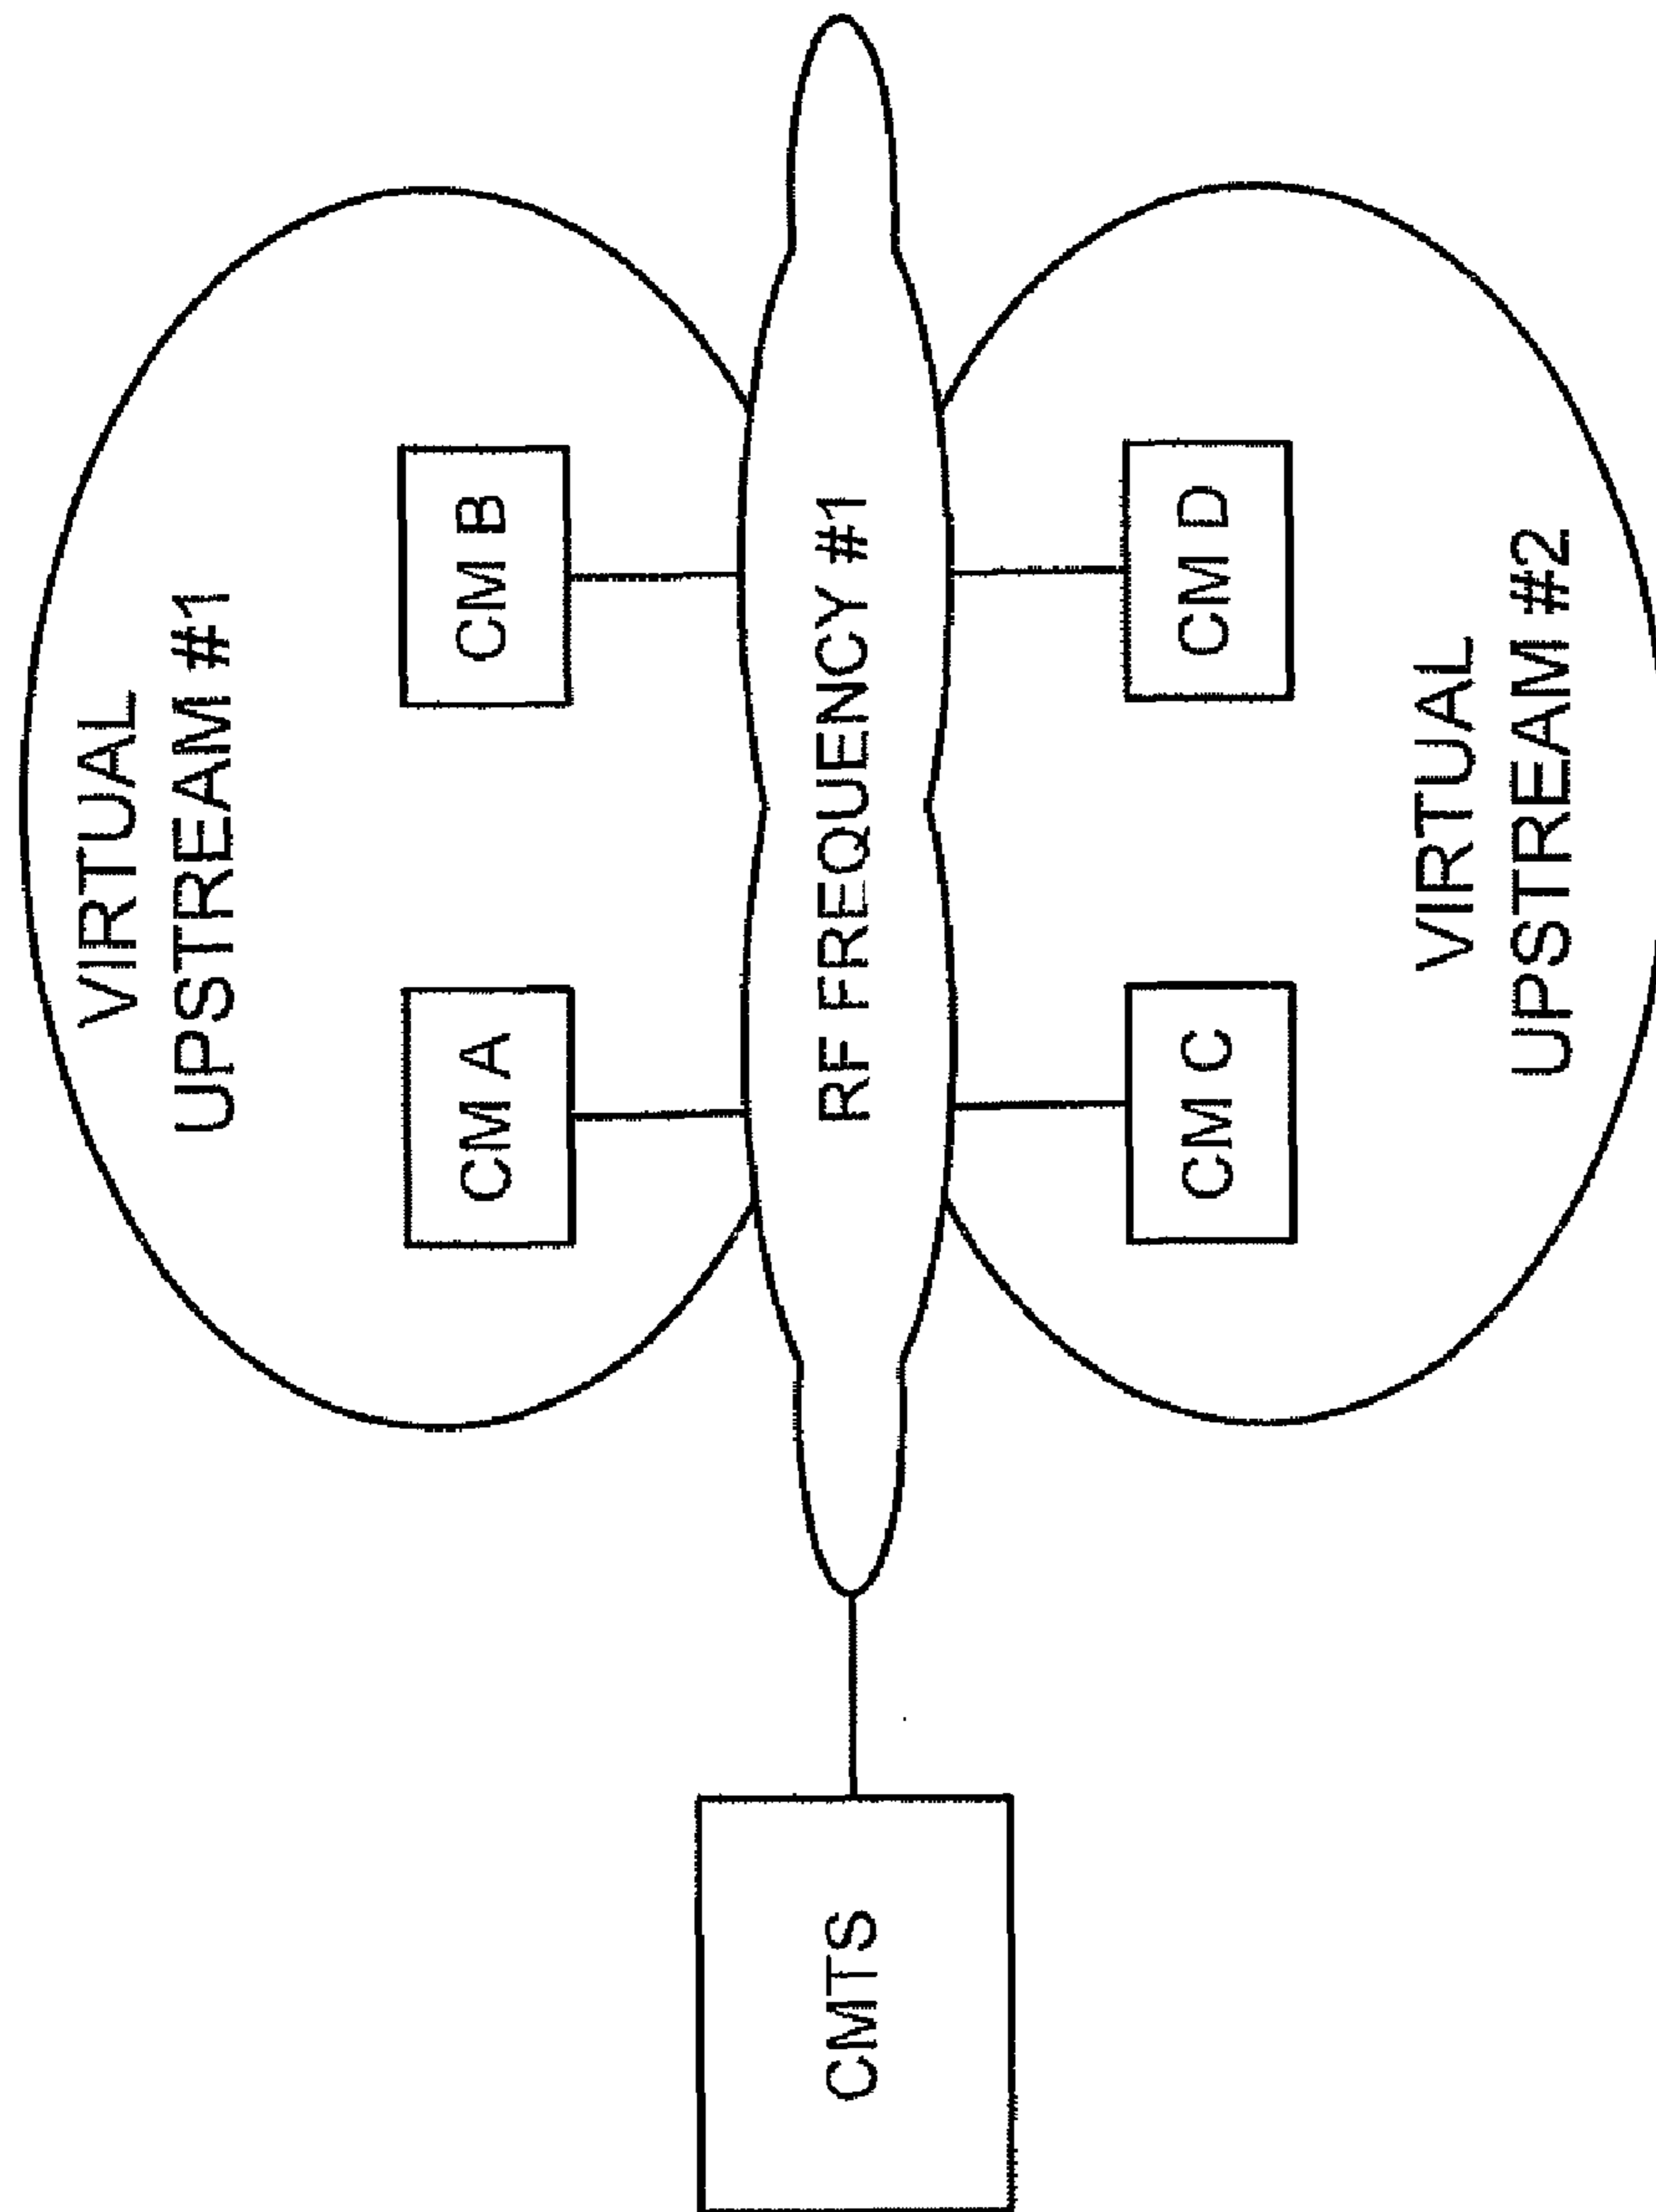 VIRTUAL
UPSTREAM #1
CM A
CM B
CMTS
RF FREQUENCY #1
CM C
CM D
VIRTUAL
UPSTREAM #2